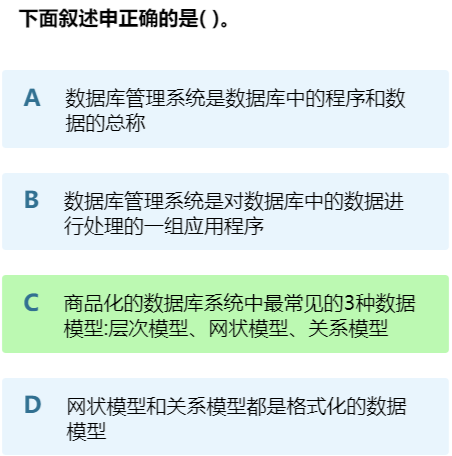 下面叙述申正确的是( )。
A 数据库管理系统是数据库中的程序和数
据的总称
B 数据库管理系统是对数据库中的数据进
行处理的一组应用程序
C 商品化的数据库系统中最常见的3种数据
模型:层次模型、网状模型、关系模型
D 网状模型和关系模型都是格式化的数据
模型